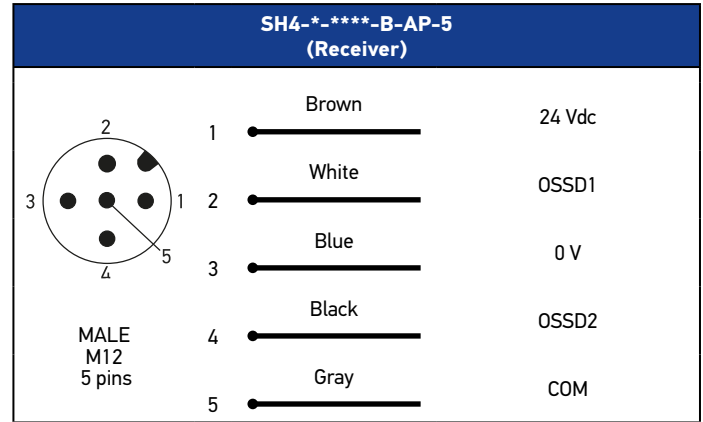 SH4-*-****-B-AP-5
(Receiver)
2
3
1
4
5
MALE
M12
5 pins
1 Brown 24 Vdc
2 White OSSD1
3 Blue 0 V
4 Black OSSD2
5 Gray COM